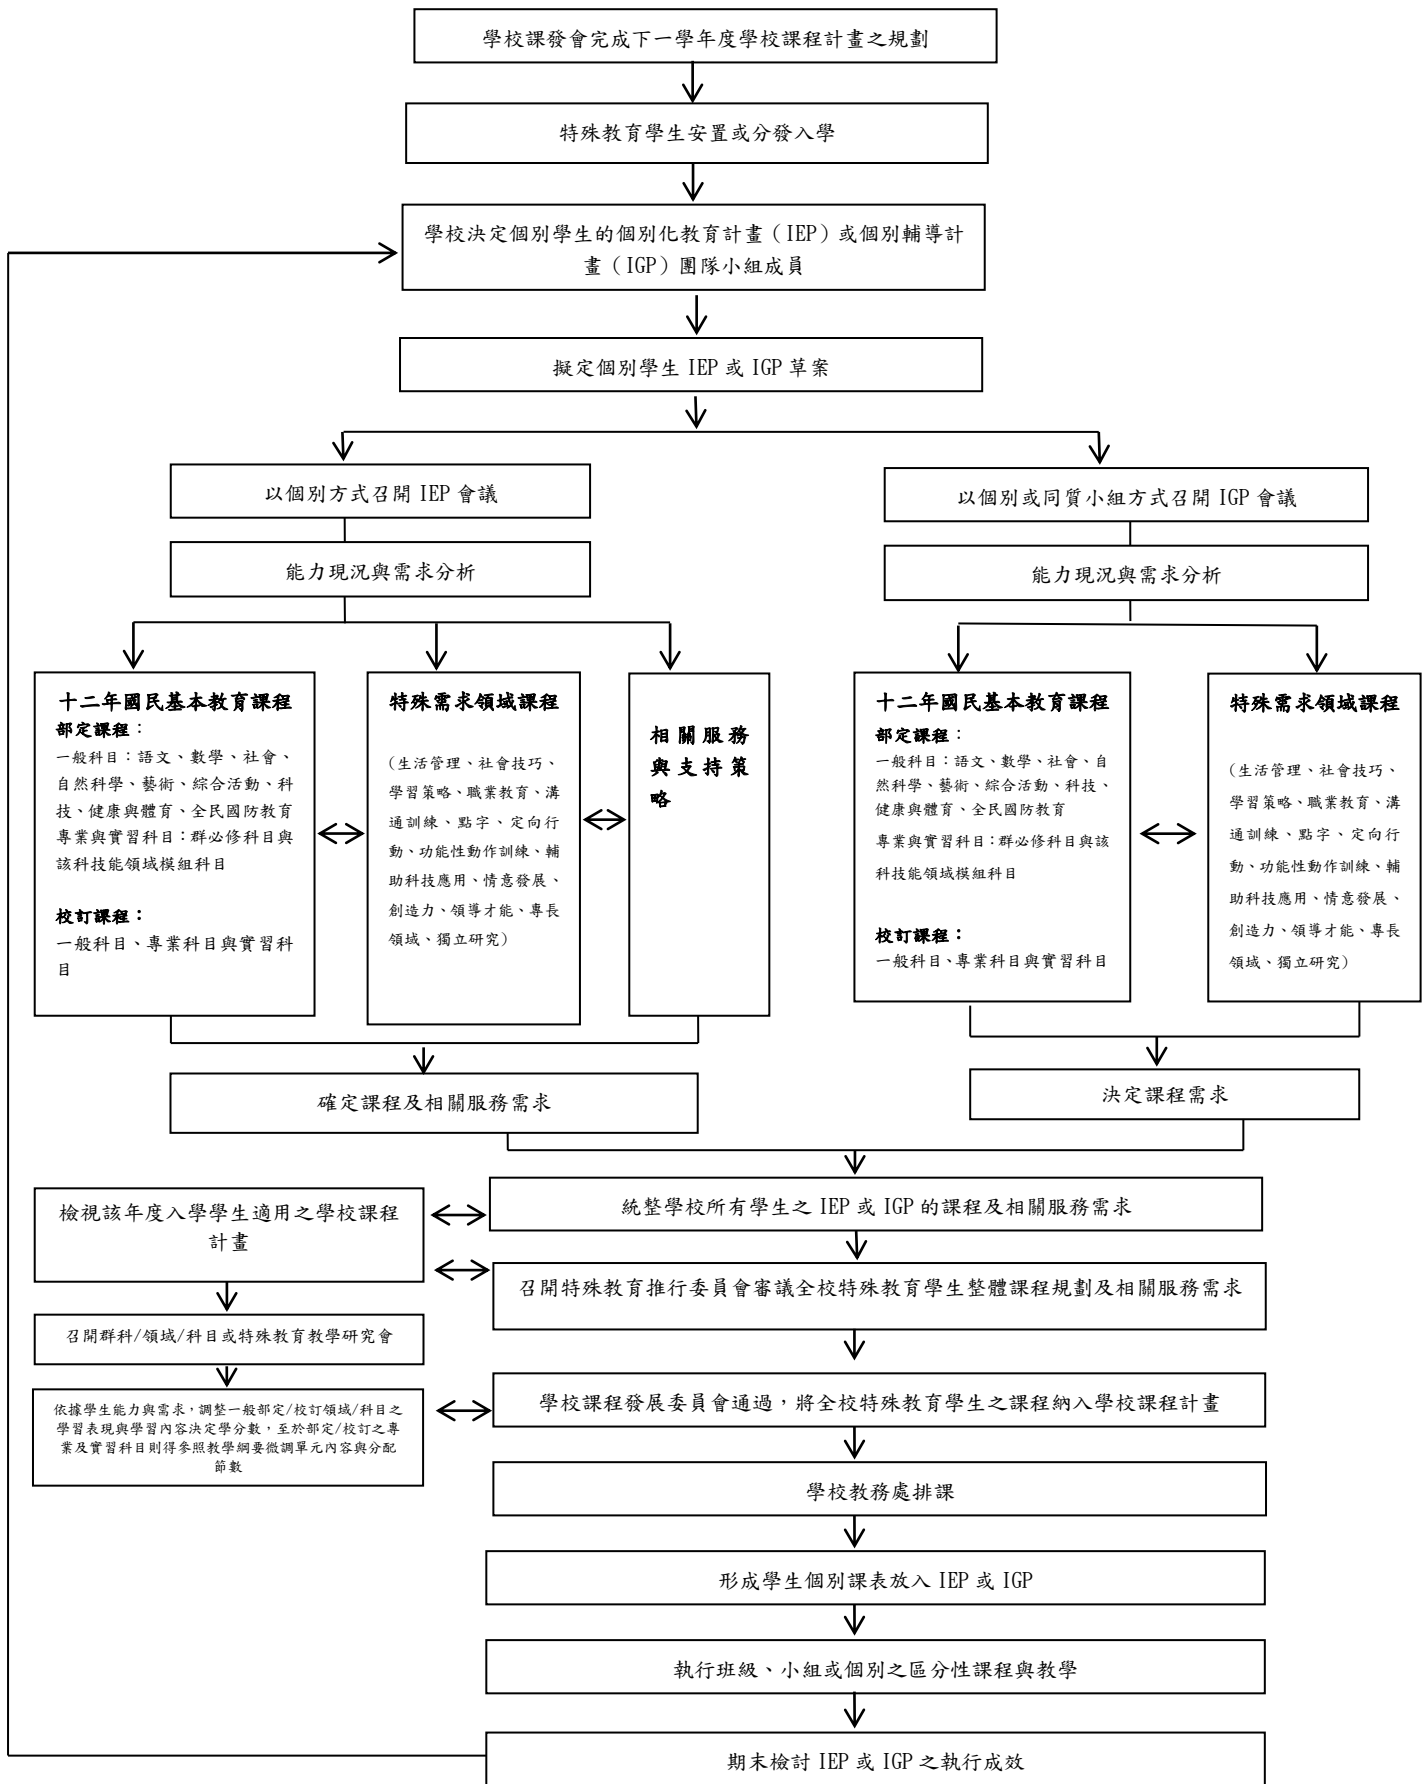 學校課發會完成下一學年度學校課程計畫之規劃
特殊教育學生安置或分發入學
學校決定個別學生的個別化教育計畫（IEP）或個別輔導計
畫（IGP）團隊小組成員
擬定個別學生 IEP 或 IGP 草案
以個別方式召開 IEP 會議
能力現況與需求分析
十二年國民基本教育課程
部定課程：
一般科目：語文、數學、社會、
自然科學、藝術、綜合活動、科
技、健康與體育、全民國防教育
專業與實習科目：群必修科目與
該科技能領域模組科目
校訂課程：
一般科目、專業科目與實習科
目
特殊需求領域課程
(生活管理、社會技巧、
學習策略、職業教育、溝
通訓練、點字、定向行
動、功能性動作訓練、輔
助科技應用、情意發展、
創造力、領導才能、專長
領域、獨立研究)
相關服務
與支持策
略
以個別或同質小組方式召開 IGP 會議
能力現況與需求分析
十二年國民基本教育課程
部定課程：
一般科目：語文、數學、社會、自
然科學、藝術、綜合活動、科技、
健康與體育、全民國防教育
專業與實習科目：群必修科目與該
科技能領域模組科目
校訂課程：
一般科目、專業科目與實習科目
特殊需求領域課程
(生活管理、社會技巧、
學習策略、職業教育、溝
通訓練、點字、定向行
動、功能性動作訓練、輔
助科技應用、情意發展、
創造力、領導才能、專長
領域、獨立研究)
確定課程及相關服務需求
決定課程需求
檢視該年度入學學生適用之學校課程
計畫
統整學校所有學生之 IEP 或 IGP 的課程及相關服務需求
召開特殊教育推行委員會審議全校特殊教育學生整體課程規劃及相關服務需求
召開群科/領域/科目或特殊教育教學研究會
依據學生能力與需求，調整一般部定/校訂領域/科目之
學習表現與學習內容決定學分數，至於部定/校訂之專
業及實習科目則得參照教學綱要微調單元內容與分配
節數
學校課程發展委員會通過，將全校特殊教育學生之課程納入學校課程計畫
學校教務處排課
形成學生個別課表放入 IEP 或 IGP
執行班級、小組或個別之區分性課程與教學
期末檢討 IEP 或 IGP 之執行成效